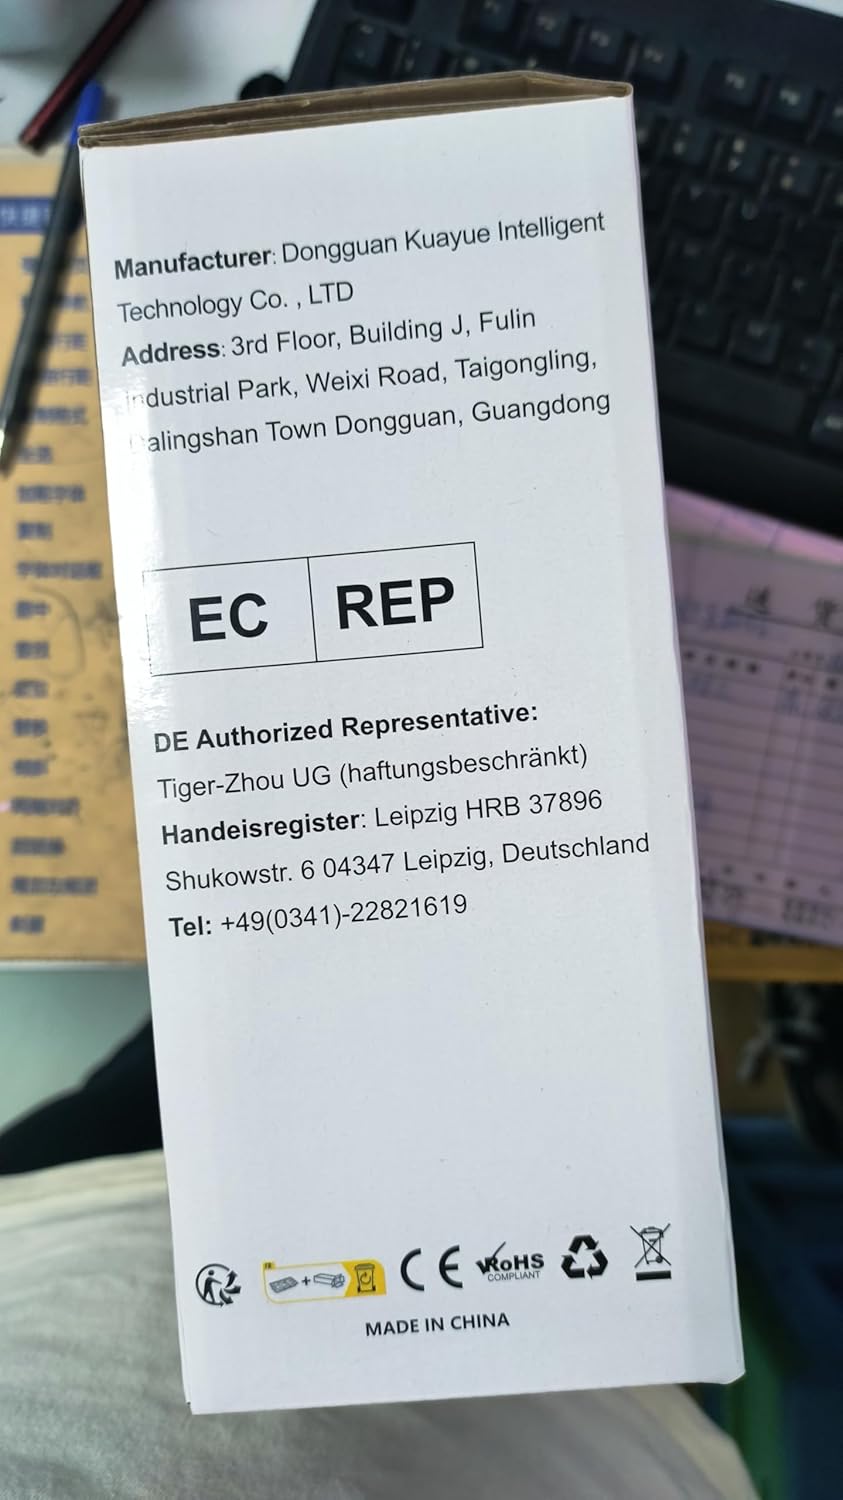 Manufacturer: Dongguan Kuayue Intelligent
Technology Co. , LTD
Address: 3rd Floor, Building J, Fulin
industrial Park, Weixi Road, Taigongling,
alingshan Town Dongguan, Guangdong
EC REP
DE Authorized Representative:
Tiger-Zhou UG (haftungsbeschränkt)
Handeisregister: Leipzig HRB 37896
Shukowstr. 6 04347 Leipzig, Deutschland
Tel: +49(0341)-22821619
FR
+
CE RoHS
COMPLIANT
MADE IN CHINA